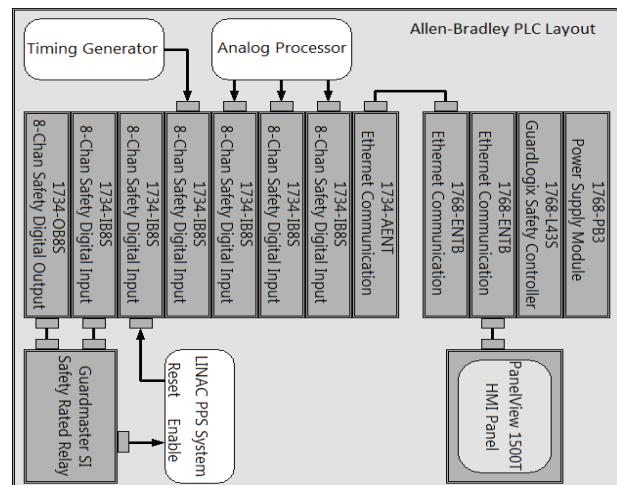 Allen-Bradley PLC Layout
Timing Generator
Analog Processor
1734-OB8S
8-Chan Safety Digital Output
1734-IB8S
8-Chan Safety Digital Input
1734-IB8S
8-Chan Safety Digital Input
1734-IB8S
8-Chan Safety Digital Input
1734-IB8S
8-Chan Safety Digital Input
1734-IB8S
8-Chan Safety Digital Input
1734-IB8S
8-Chan Safety Digital Input
1734-AENT
Ethernet Communication
1768-ENTB
Ethernet Communication
1768-ENTB
Ethernet Communication
1768-L43S
GuardLogix Safety Controller
1768-PB3
Power Supply Module
Guardmaster SI
Safety Rated Relay
LINAC PPS System
Reset Enable
PanelView 1500T
HMI Panel